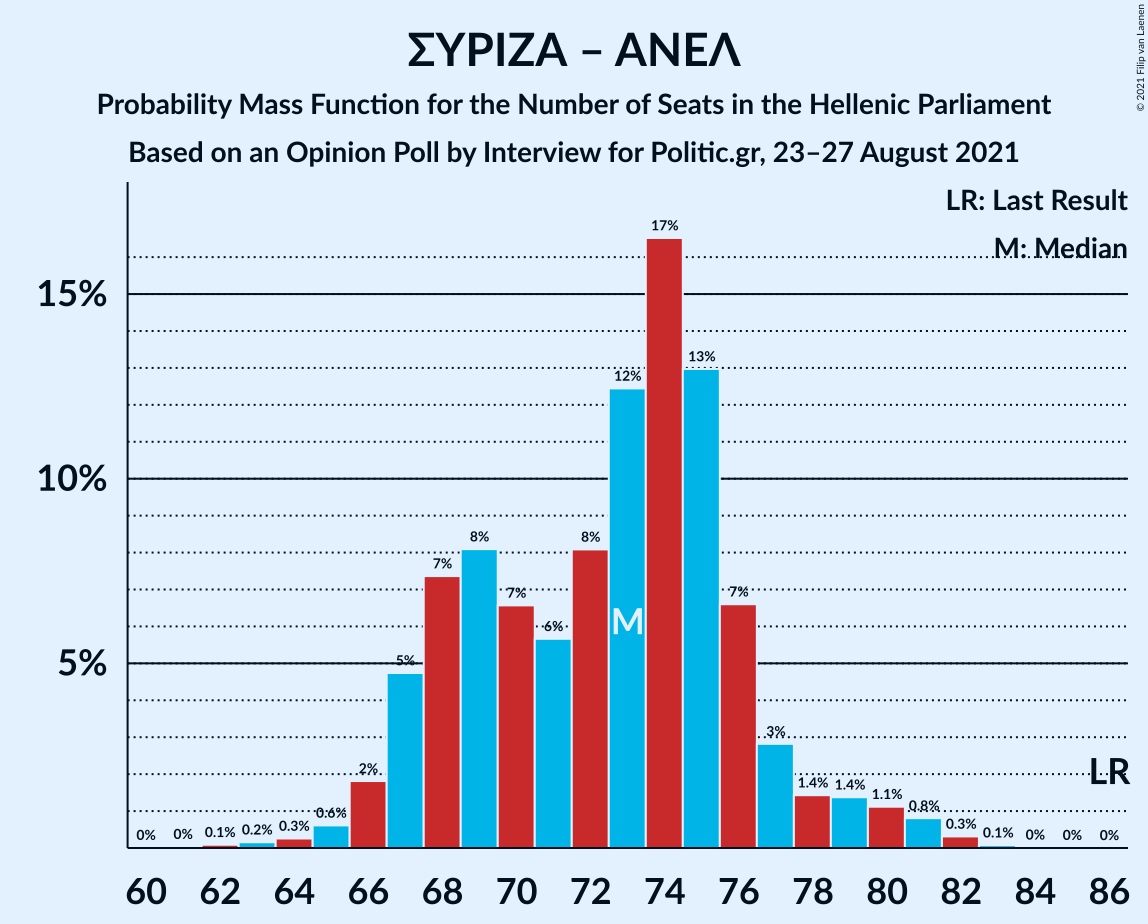 ΣΥΡΙΖΑ – ΑΝΕΛ
Probability Mass Function for the Number of Seats in the Hellenic Parliament
Based on an Opinion Poll by Interview for Politic.gr, 23–27 August 2021
© 2021 Filip van Laenen
LR: Last Result
M: Median
15%
10%
5%
0% 0% 0.1% 0.2% 0.3% 0.6% 2% 5% 7% 8% 7% 6% 8% 12% 17% 13% 7% 3% 1.4% 1.4% 1.1% 0.8% 0.3% 0.1% 0% 0% 0%
M
LR
60 62 64 66 68 70 72 74 76 78 80 82 84 86